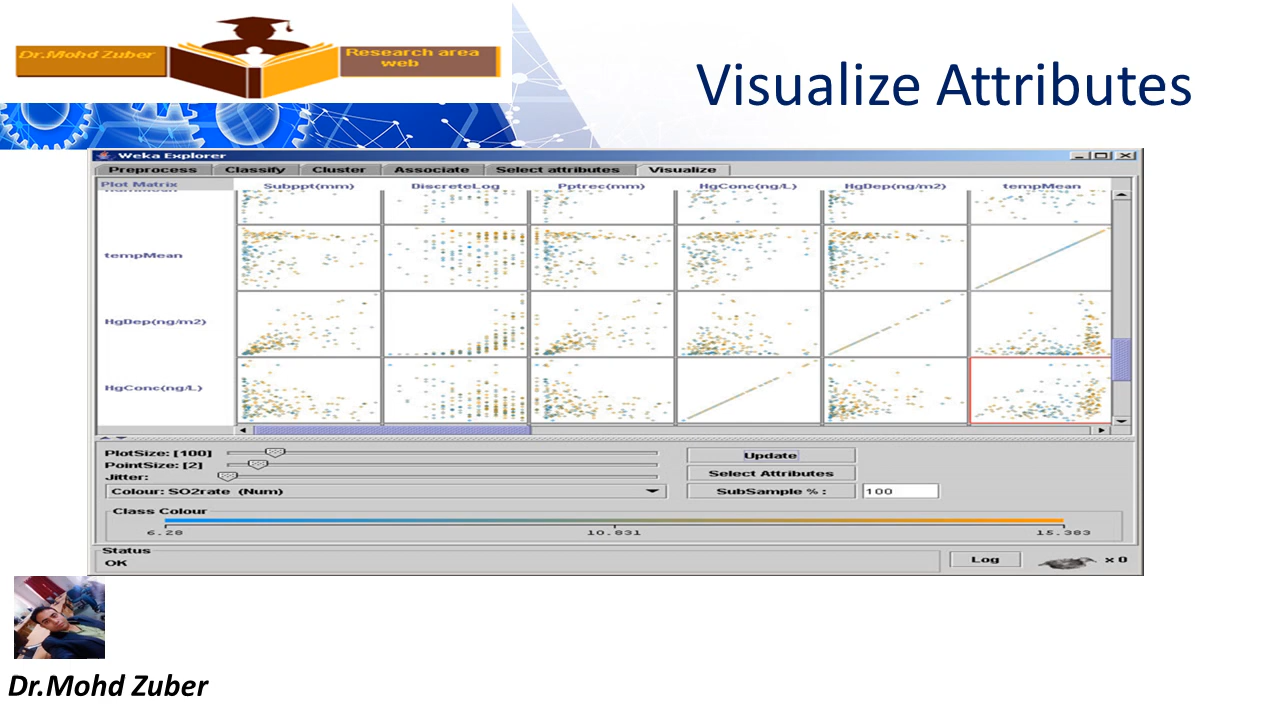 Dr.Mohd Zuber
Research area
web
Visualize Attributes
Weka Explorer
Preprocess Classify Cluster Associate Select attributes Visualize
Plot Matrix Subppt(mm) DiscreteLog Pptrec(mm) HgConc(ng/L) HgDep(ng/m2) tempMean
tempMean
HgDep(ng/m2)
HgConc(ng/L)
PlotSize: [100]
PointSize: [2]
Jitter:
Update
Select Attributes
Colour: SO2rate (Num)
SubSample % : 100
Class Colour
6.28 10.831 15.383
Status
OK
Log x 0
Dr.Mohd Zuber